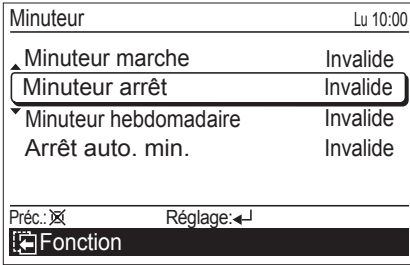 Minuteur Lu 10:00
Minuteur marche Invalide
Minuteur arrêt Invalide
Minuteur hebdomadaire Invalide
Arrêt auto. min. Invalide
Préc.: Réglage:
Fonction